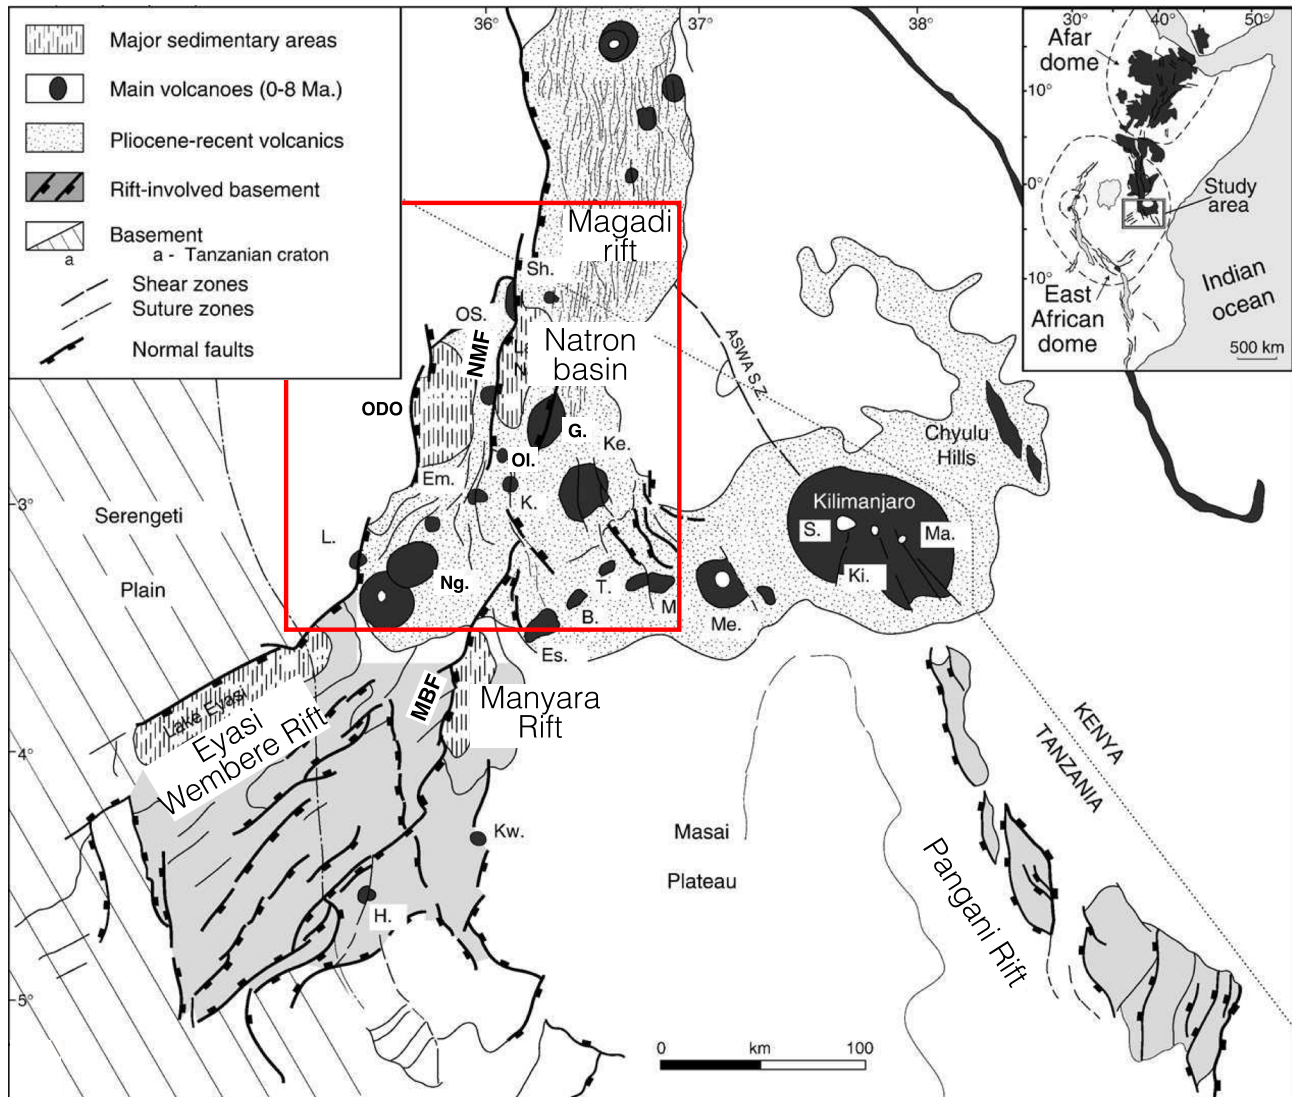 36°
37°
38°
Major sedimentary areas
Main volcanoes (0-8 Ma.)
Pliocene-recent volcanics
Rift-involved basement
Basement
a
a - Tanzanian craton
Shear zones
Suture zones
Normal faults
30°
40°
50°
Afar
dome
10°
0°
Study
area
10°
Indian
ocean
East
African
dome
500 km
Magadi
rift
Sh.
OS.
NMF
Natron
basin
ODO
G.
Ke.
Ol.
Em.
K.
ASWA S.Z.
Chyulu
Hills
3°
Serengeti
Plain
L.
Kilimanjaro
S.
Ma.
Ki.
Ng.
T.
B.
M
Me.
Es.
Lake Eyasi
Eyasi
Wembere Rift
MBF
Manyara
Rift
4°
KENYA
TANZANIA
Kw.
Masai
Plateau
H.
Pangani Rift
5°
0
km
100